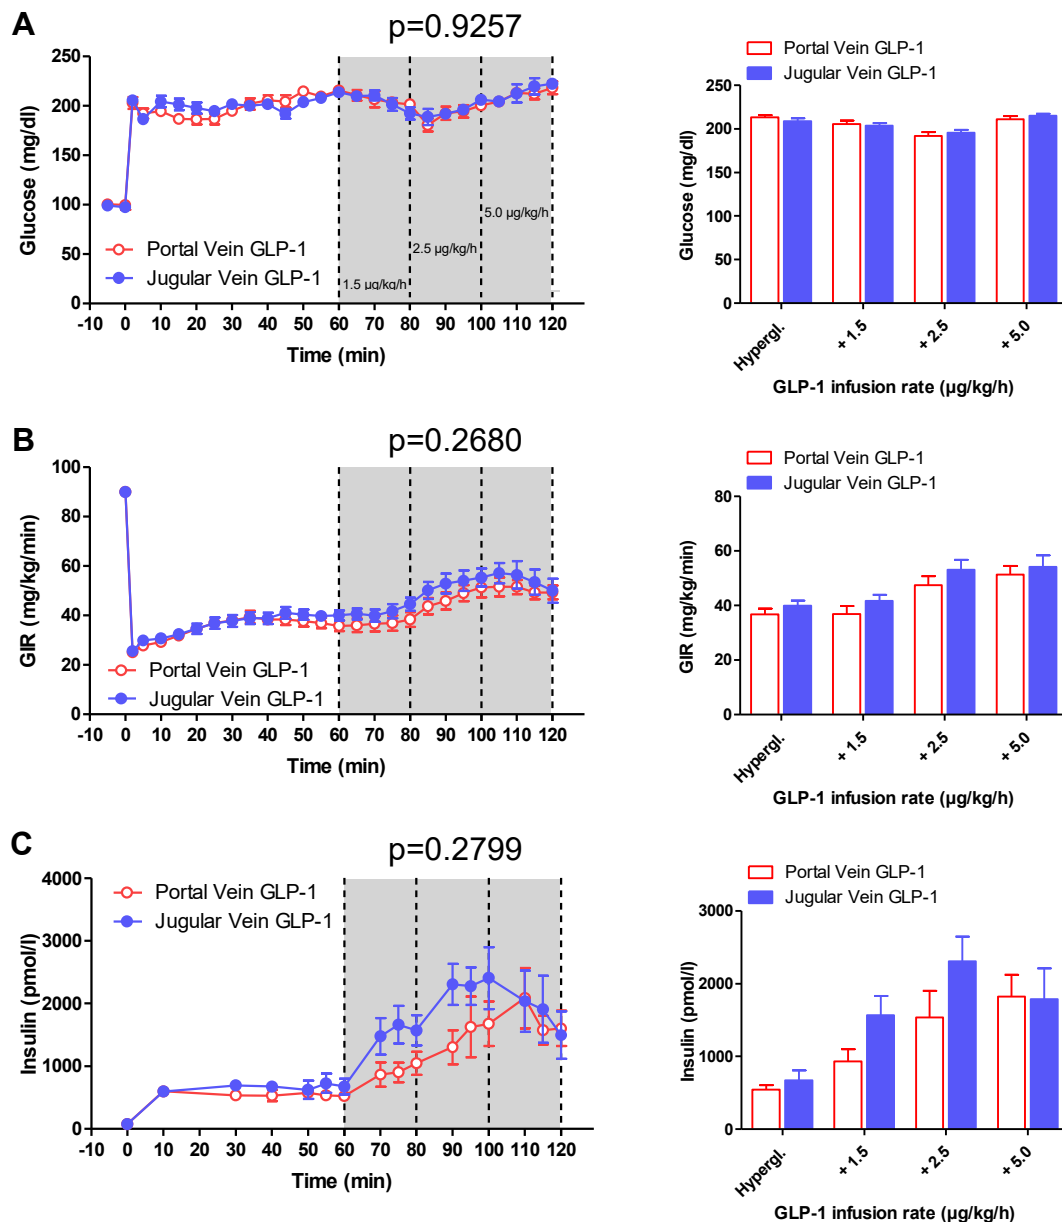 A
p=0.9257
250
200
150
100
50
0
Glucose (mg/dl)
Portal Vein GLP-1
Jugular Vein GLP-1
1.5 µg/kg/h
2.5 µg/kg/h
5.0 µg/kg/h
-10 0 10 20 30 40 50 60 70 80 90 100 110 120
Time (min)
Portal Vein GLP-1
Jugular Vein GLP-1
250
200
150
100
50
0
Glucose (mg/dl)
Hypergl. + 1.5 + 2.5 + 5.0
GLP-1 infusion rate (µg/kg/h)
B
p=0.2680
100
80
60
40
20
0
GIR (mg/kg/min)
Portal Vein GLP-1
Jugular Vein GLP-1
-10 0 10 20 30 40 50 60 70 80 90 100 110 120
Time (min)
Portal Vein GLP-1
Jugular Vein GLP-1
80
60
40
20
0
GIR (mg/kg/min)
Hypergl. + 1.5 + 2.5 + 5.0
GLP-1 infusion rate (µg/kg/h)
C
p=0.2799
4000
3000
2000
1000
0
Insulin (pmol/l)
Portal Vein GLP-1
Jugular Vein GLP-1
-10 0 10 20 30 40 50 60 70 80 90 100 110 120
Time (min)
Portal Vein GLP-1
Jugular Vein GLP-1
3000
2000
1000
0
Insulin (pmol/l)
Hypergl. + 1.5 + 2.5 + 5.0
GLP-1 infusion rate (µg/kg/h)